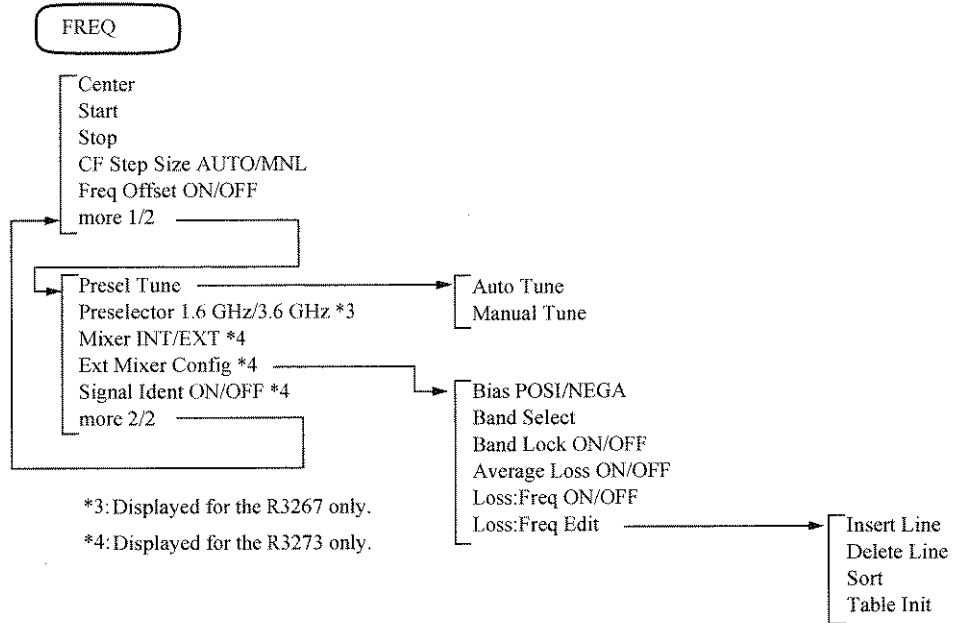 FREQ
Center
Start
Stop
CF Step Size AUTO/MNL
Freq Offset ON/OFF
more 1/2
Presel Tune
Preselector 1.6 GHz/3.6 GHz *3
Mixer INT/EXT *4
Ext Mixer Config *4
Signal Ident ON/OFF *4
more 2/2
Auto Tune
Manual Tune
Bias POSI/NEGA
Band Select
Band Lock ON/OFF
Average Loss ON/OFF
Loss:Freq ON/OFF
Loss:Freq Edit
Insert Line
Delete Line
Sort
Table Init
*3: Displayed for the R3267 only.
*4: Displayed for the R3273 only.